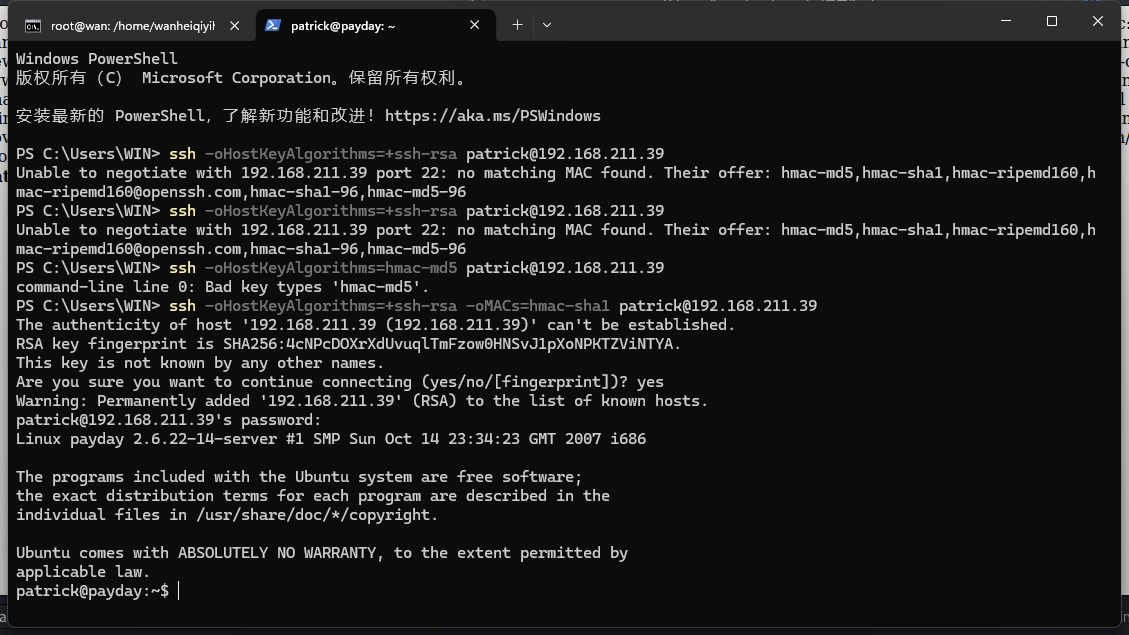 root@wan: /home/wanheiqiyih
patrick@payday: ~
Windows PowerShell
版权所有（C） Microsoft Corporation。保留所有权利。
安装最新的 PowerShell，了解新功能和改进！https://aka.ms/PSWindows
PS C:\Users\WIN> ssh -oHostKeyAlgorithms=+ssh-rsa patrick@192.168.211.39
Unable to negotiate with 192.168.211.39 port 22: no matching MAC found. Their offer: hmac-md5,hmac-sha1,hmac-ripemd160,h
mac-ripemd160@openssh.com,hmac-sha1-96,hmac-md5-96
PS C:\Users\WIN> ssh -oHostKeyAlgorithms=+ssh-rsa patrick@192.168.211.39
Unable to negotiate with 192.168.211.39 port 22: no matching MAC found. Their offer: hmac-md5,hmac-sha1,hmac-ripemd160,h
mac-ripemd160@openssh.com,hmac-sha1-96,hmac-md5-96
PS C:\Users\WIN> ssh -oHostKeyAlgorithms=hmac-md5 patrick@192.168.211.39
command-line line 0: Bad key types 'hmac-md5'.
PS C:\Users\WIN> ssh -oHostKeyAlgorithms=+ssh-rsa -oMACs=hmac-sha1 patrick@192.168.211.39
The authenticity of host '192.168.211.39 (192.168.211.39)' can't be established.
RSA key fingerprint is SHA256:4cNPcDOXrXdUvuqlTmFzow0HNSvJ1pXoNPKTZViNTYA.
This key is not known by any other names.
Are you sure you want to continue connecting (yes/no/[fingerprint])? yes
Warning: Permanently added '192.168.211.39' (RSA) to the list of known hosts.
patrick@192.168.211.39's password:
Linux payday 2.6.22-14-server #1 SMP Sun Oct 14 23:34:23 GMT 2007 i686
The programs included with the Ubuntu system are free software;
the exact distribution terms for each program are described in the
individual files in /usr/share/doc/*/copyright.
Ubuntu comes with ABSOLUTELY NO WARRANTY, to the extent permitted by
applicable law.
patrick@payday:~$